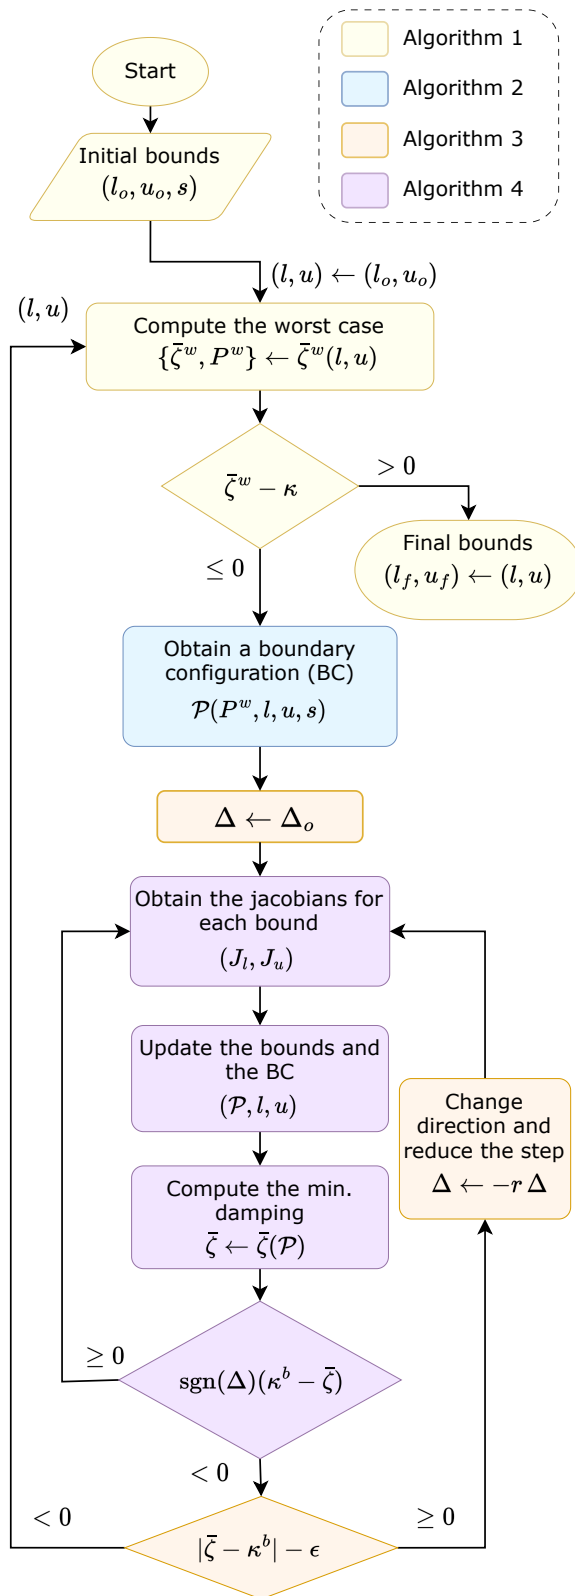 Algorithm 1
Algorithm 2
Algorithm 3
Algorithm 4
Start
Initial bounds
(l_o, u_o, s)
(l, u) ← (l_o, u_o)
(l, u)
Compute the worst case
{ζ̄^w, P^w} ← ζ̄^w(l, u)
ζ̄^w − κ
> 0
Final bounds
(l_f, u_f) ← (l, u)
≤ 0
Obtain a boundary
configuration (BC)
𝒫(P^w, l, u, s)
Δ ← Δ_o
Obtain the jacobians for
each bound
(J_l, J_u)
Update the bounds and
the BC
(𝒫, l, u)
Change
direction and
reduce the step
Δ ← −r Δ
Compute the min.
damping
ζ̄ ← ζ̄(𝒫)
≥ 0
sgn(Δ)(κ^b − ζ̄)
< 0
< 0
|ζ̄ − κ^b| − ϵ
≥ 0